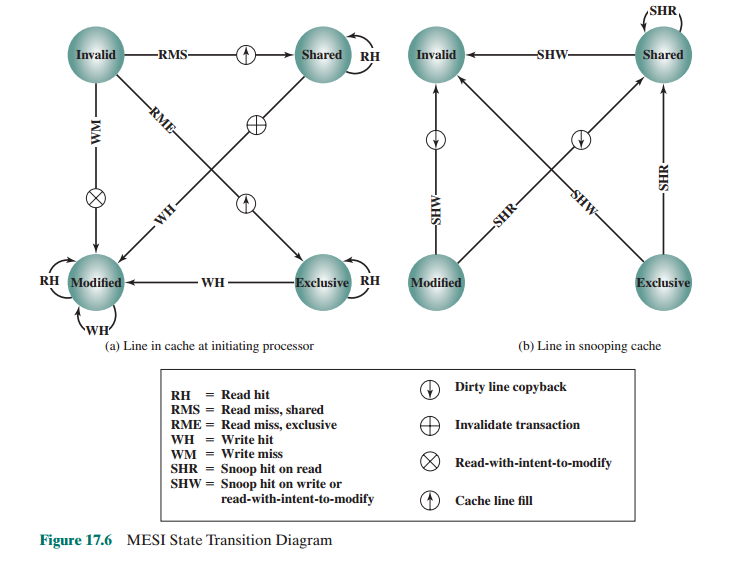 SHR
Invalid
RMS
Shared
RH
Invalid
SHW
Shared
WM
RME
WH
SHW
SHR
SHW
SHR
RH
Modified
WH
Exclusive
RH
Modified
Exclusive
WH
(a) Line in cache at initiating processor
(b) Line in snooping cache
RH = Read hit
RMS = Read miss, shared
RME = Read miss, exclusive
WH = Write hit
WM = Write miss
SHR = Snoop hit on read
SHW = Snoop hit on write or
read-with-intent-to-modify
Dirty line copyback
Invalidate transaction
Read-with-intent-to-modify
Cache line fill
Figure 17.6 MESI State Transition Diagram